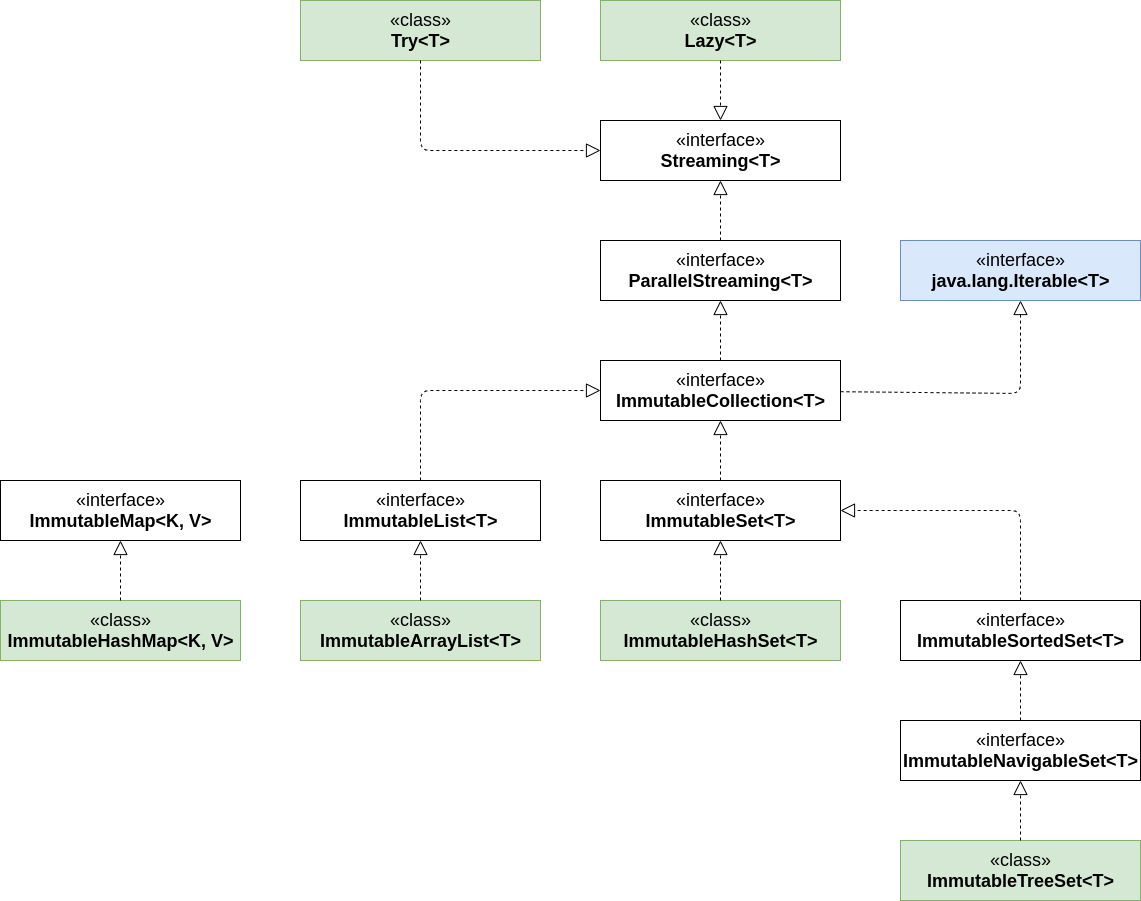 «class»
Try<T>
«class»
Lazy<T>
«interface»
Streaming<T>
«interface»
ParallelStreaming<T>
«interface»
java.lang.Iterable<T>
«interface»
ImmutableCollection<T>
«interface»
ImmutableMap<K, V>
«interface»
ImmutableList<T>
«interface»
ImmutableSet<T>
«class»
ImmutableHashMap<K, V>
«class»
ImmutableArrayList<T>
«class»
ImmutableHashSet<T>
«interface»
ImmutableSortedSet<T>
«interface»
ImmutableNavigableSet<T>
«class»
ImmutableTreeSet<T>